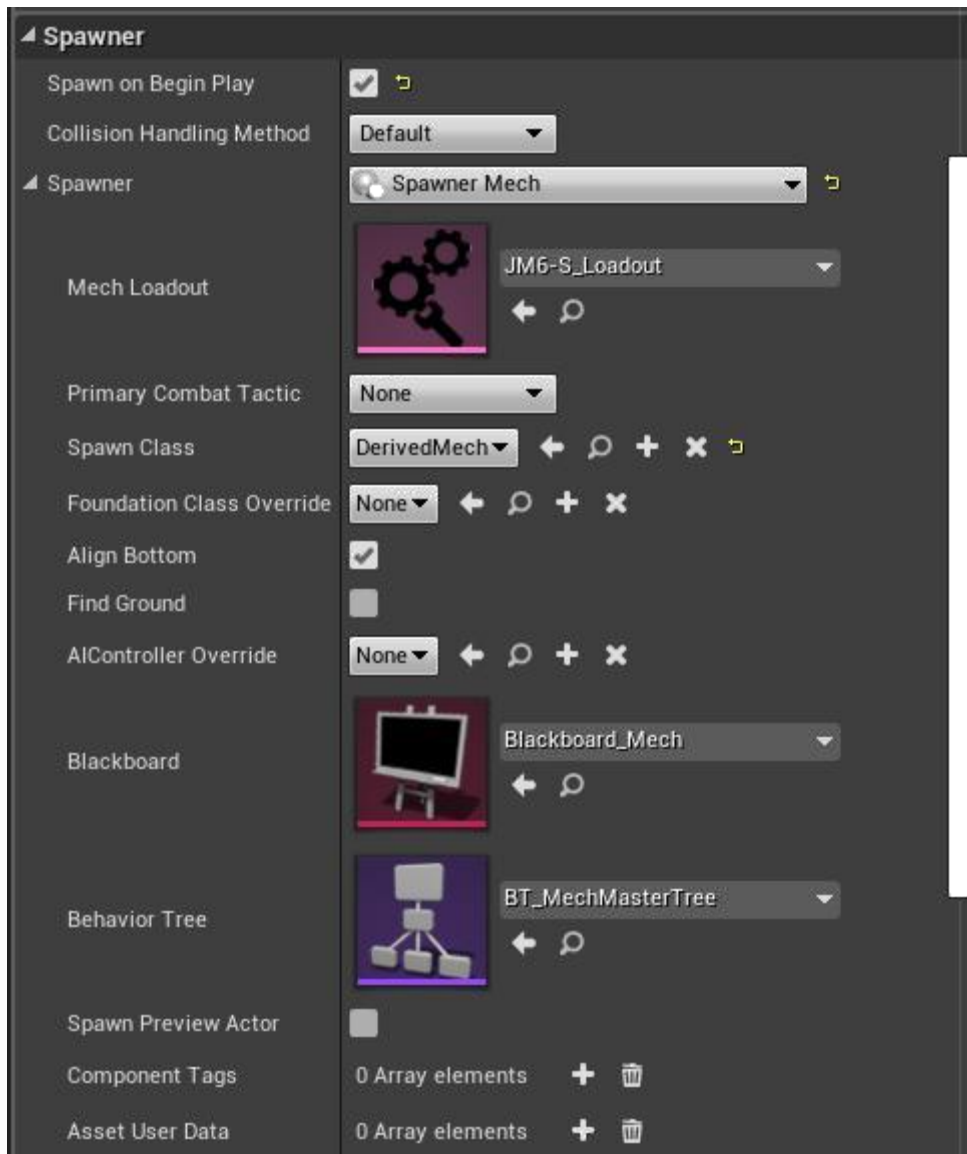 Spawner
Spawn on Begin Play
Collision Handling Method Default
Spawner Spawner Mech
Mech Loadout JM6-S_Loadout
Primary Combat Tactic None
Spawn Class DerivedMech
Foundation Class Override None
Align Bottom
Find Ground
AIController Override None
Blackboard Blackboard_Mech
Behavior Tree BT_MechMasterTree
Spawn Preview Actor
Component Tags 0 Array elements
Asset User Data 0 Array elements